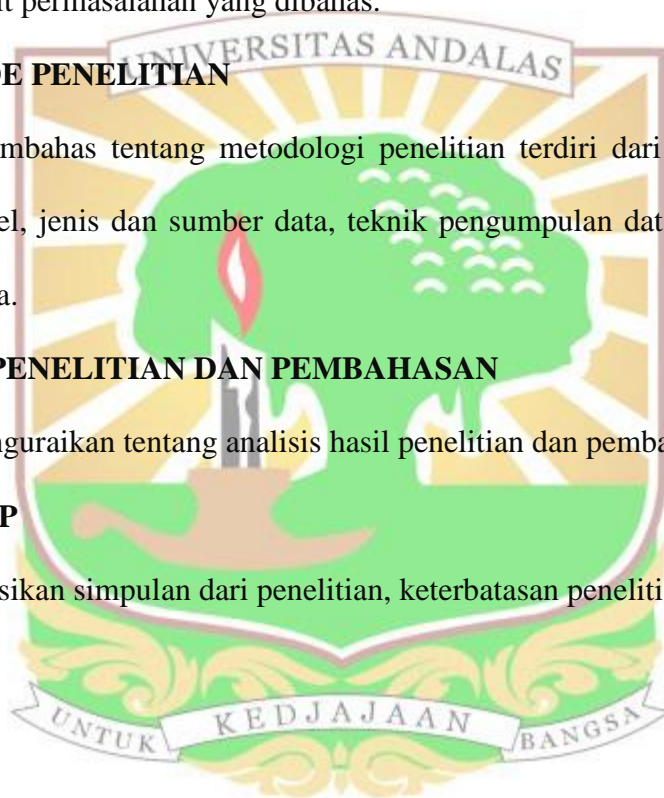 it permasalahan yang dibahas.
UNIVERSITAS ANDALAS
DE PENELITIAN
mbahas tentang metodologi penelitian terdiri dari
el, jenis dan sumber data, teknik pengumpulan dat
a.
PENELITIAN DAN PEMBAHASAN
nguraikan tentang analisis hasil penelitian dan pemba
P
sikan simpulan dari penelitian, keterbatasan peneliti
UNTUK KEDJAJAAN BANGSA